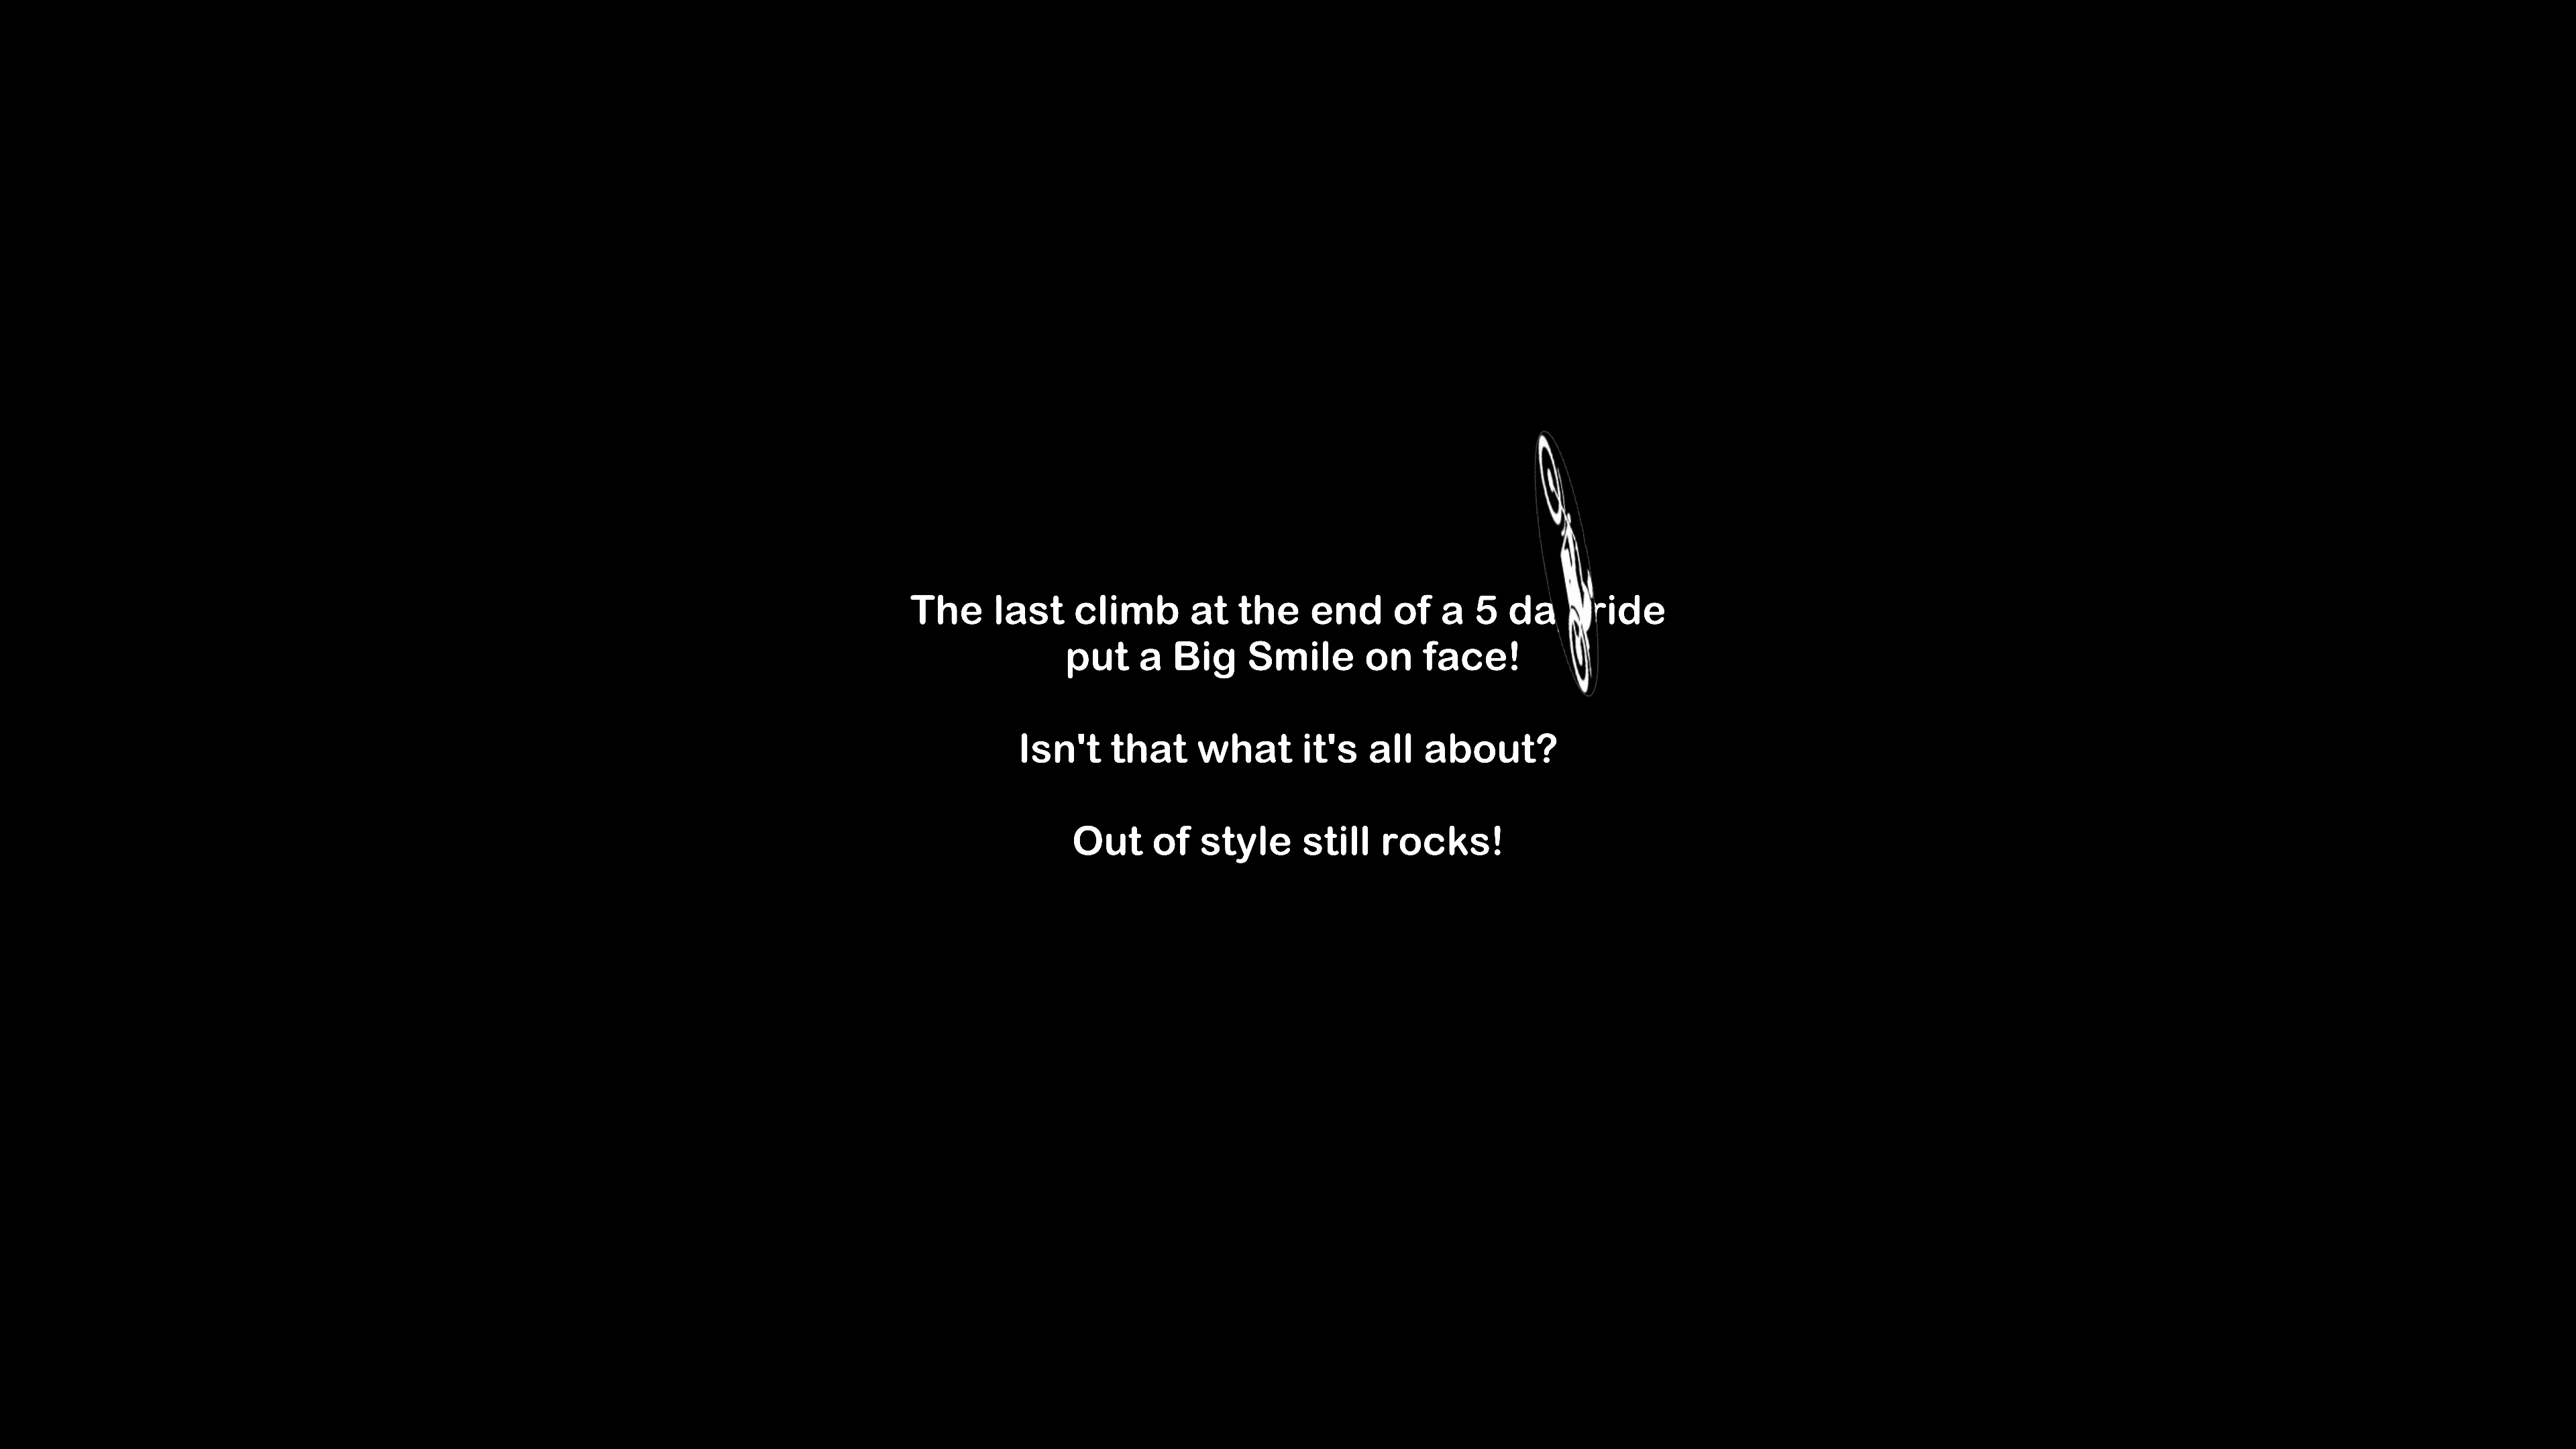 The last climb at the end of a 5 da ride
put a Big Smile on face!
Isn't that what it's all about?
Out of style still rocks!